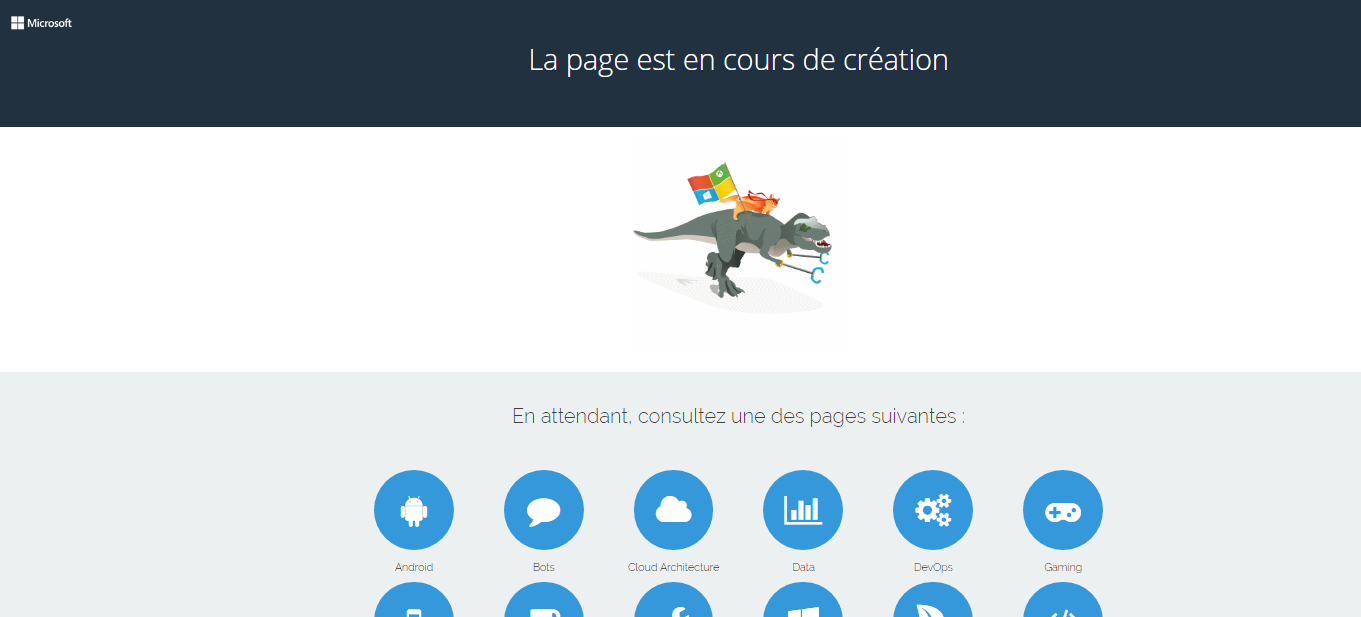 Microsoft
La page est en cours de création
En attendant, consultez une des pages suivantes :
Android
Bots
Cloud Architecture
Data
DevOps
Gaming